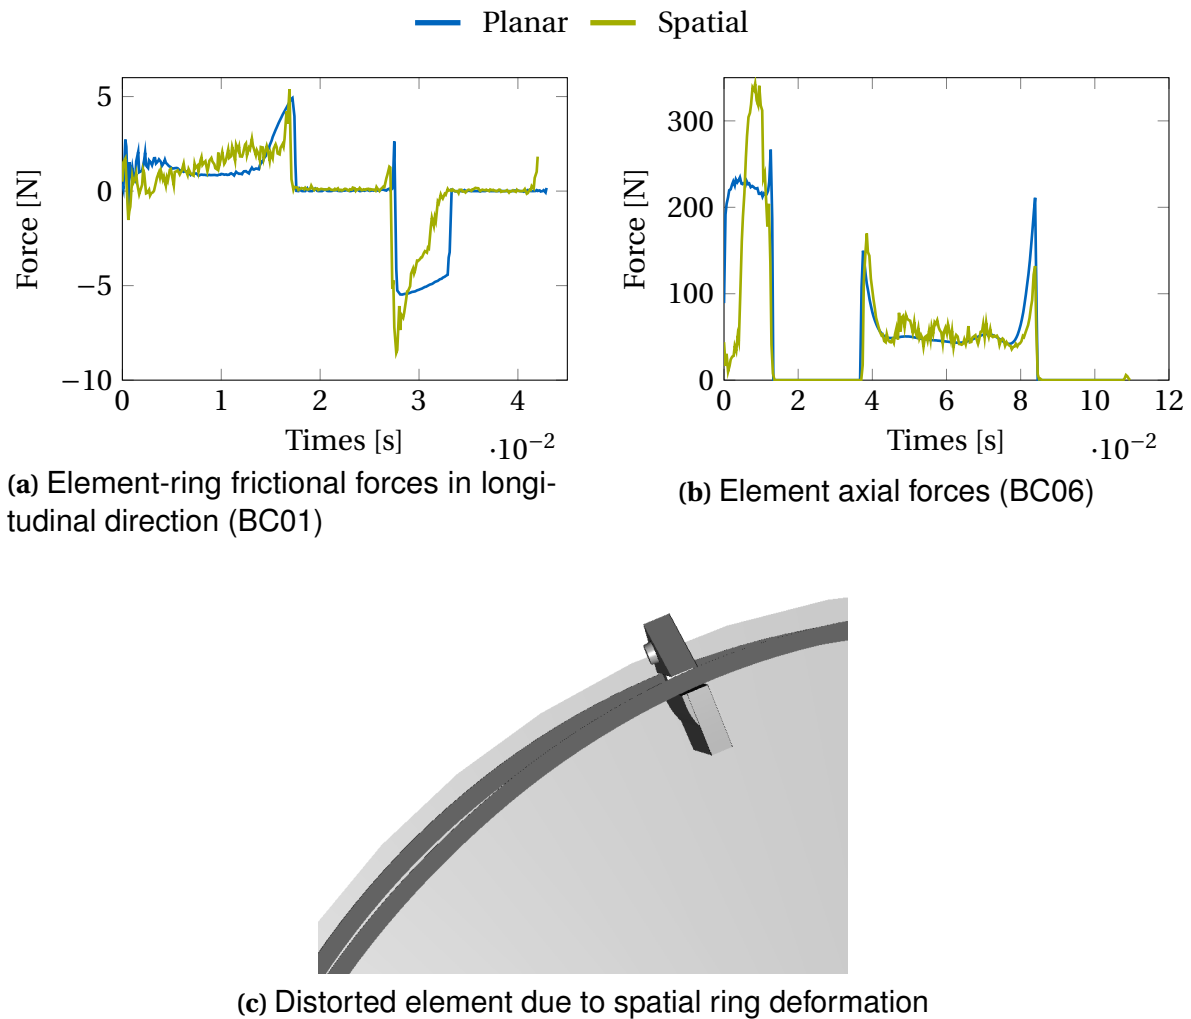 Planar Spatial
5
0
−5
−10
Force [N]
0 1 2 3 4
Times [s]
·10−2
(a) Element-ring frictional forces in longi-
tudinal direction (BC01)
300
200
100
0
Force [N]
0 2 4 6 8 10 12
Times [s]
·10−2
(b) Element axial forces (BC06)
(c) Distorted element due to spatial ring deformation